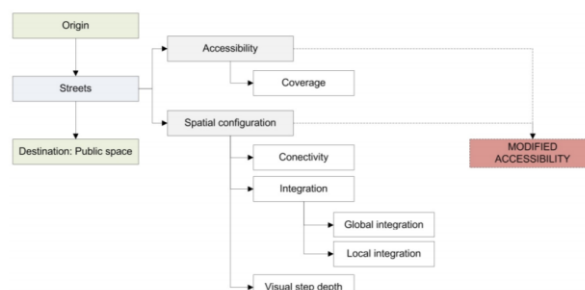 Origin
Accessibility
Streets
Coverage
Spatial configuration
Destination: Public space
Conectivity
MODIFIED
ACCESSIBILITY
Integration
Global integration
Local integration
Visual step depth